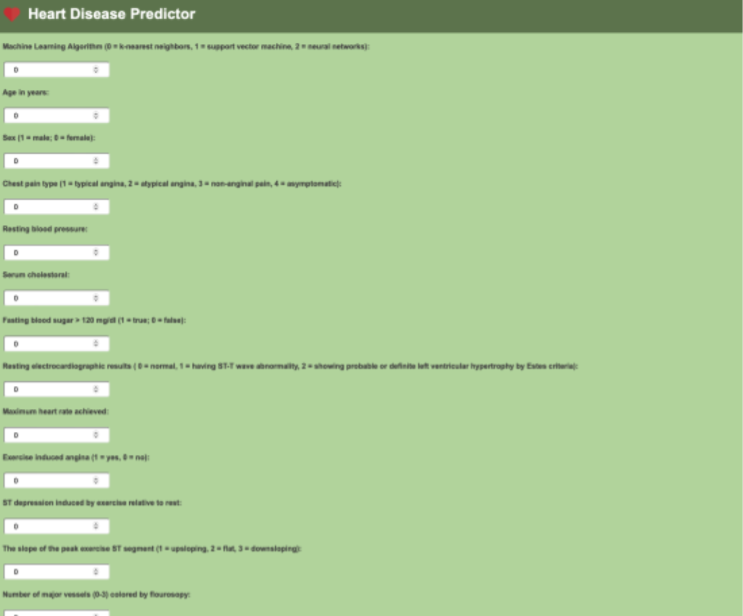 Heart Disease Predictor
Machine Learning Algorithm (0 = k-nearest neighbors, 1 = support vector machine, 2 = neural networks):
0
Age in years:
0
Sex (1 = male; 0 = female):
0
Chest pain type (1 = typical angina, 2 = atypical angina, 3 = non-anginal pain, 4 = asymptomatic):
0
Resting blood pressure:
0
Serum cholestoral:
0
Fasting blood sugar > 120 mg/dl (1 = true; 0 = false):
0
Resting electrocardiographic results ( 0 = normal, 1 = having ST-T wave abnormality, 2 = showing probable or definite left ventricular hypertrophy by Estes criteria):
0
Maximum heart rate achieved:
0
Exercise induced angina (1 = yes, 0 = no):
0
ST depression induced by exercise relative to rest:
0
The slope of the peak exercise ST segment (1 = upsloping, 2 = flat, 3 = downsloping):
0
Number of major vessels (0-3) colored by flourosopy: